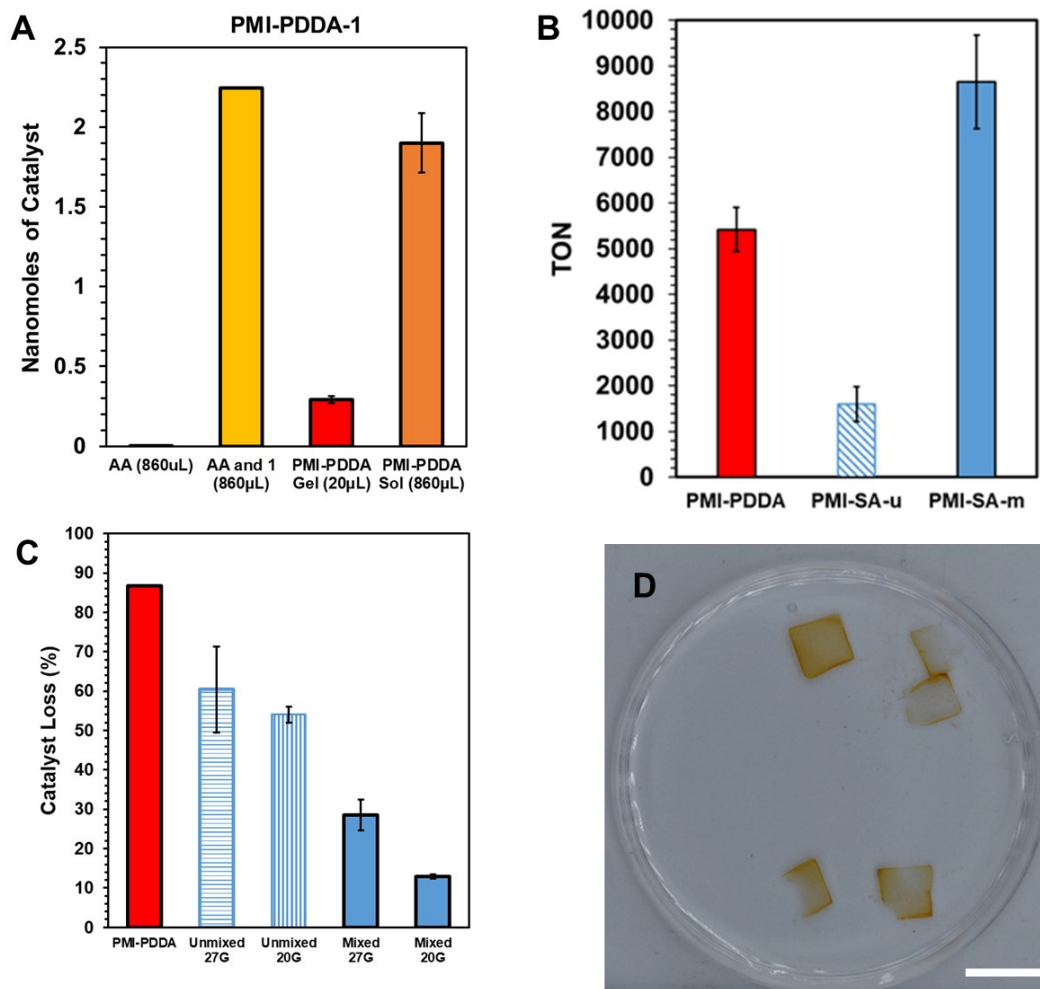 A
PMI-PDDA-1
Nanomoles of Catalyst
2.5
2
1.5
1
0.5
0
AA (860uL)
AA and 1
(860µL)
PMI-PDDA
Gel (20µL)
PMI-PDDA
Sol (860µL)
B
TON
10000
9000
8000
7000
6000
5000
4000
3000
2000
1000
0
PMI-PDDA
PMI-SA-u
PMI-SA-m
C
Catalyst Loss (%)
100
90
80
70
60
50
40
30
20
10
0
PMI-PDDA
Unmixed
27G
Unmixed
20G
Mixed
27G
Mixed
20G
D